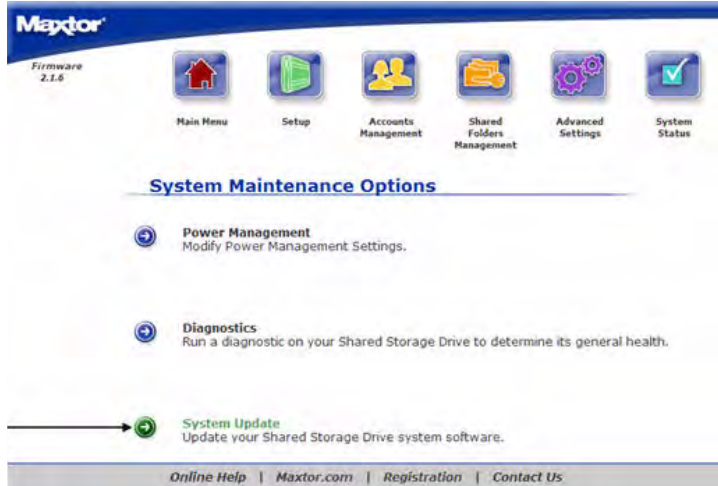 Maxtor
Firmware
2.1.6
Main Menu
Setup
Accounts
Management
Shared
Folders
Management
Advanced
Settings
System
Status
System Maintenance Options
Power Management
Modify Power Management Settings.
Diagnostics
Run a diagnostic on your Shared Storage Drive to determine its general health.
System Update
Update your Shared Storage Drive system software.
Online Help | Maxtor.com | Registration | Contact Us